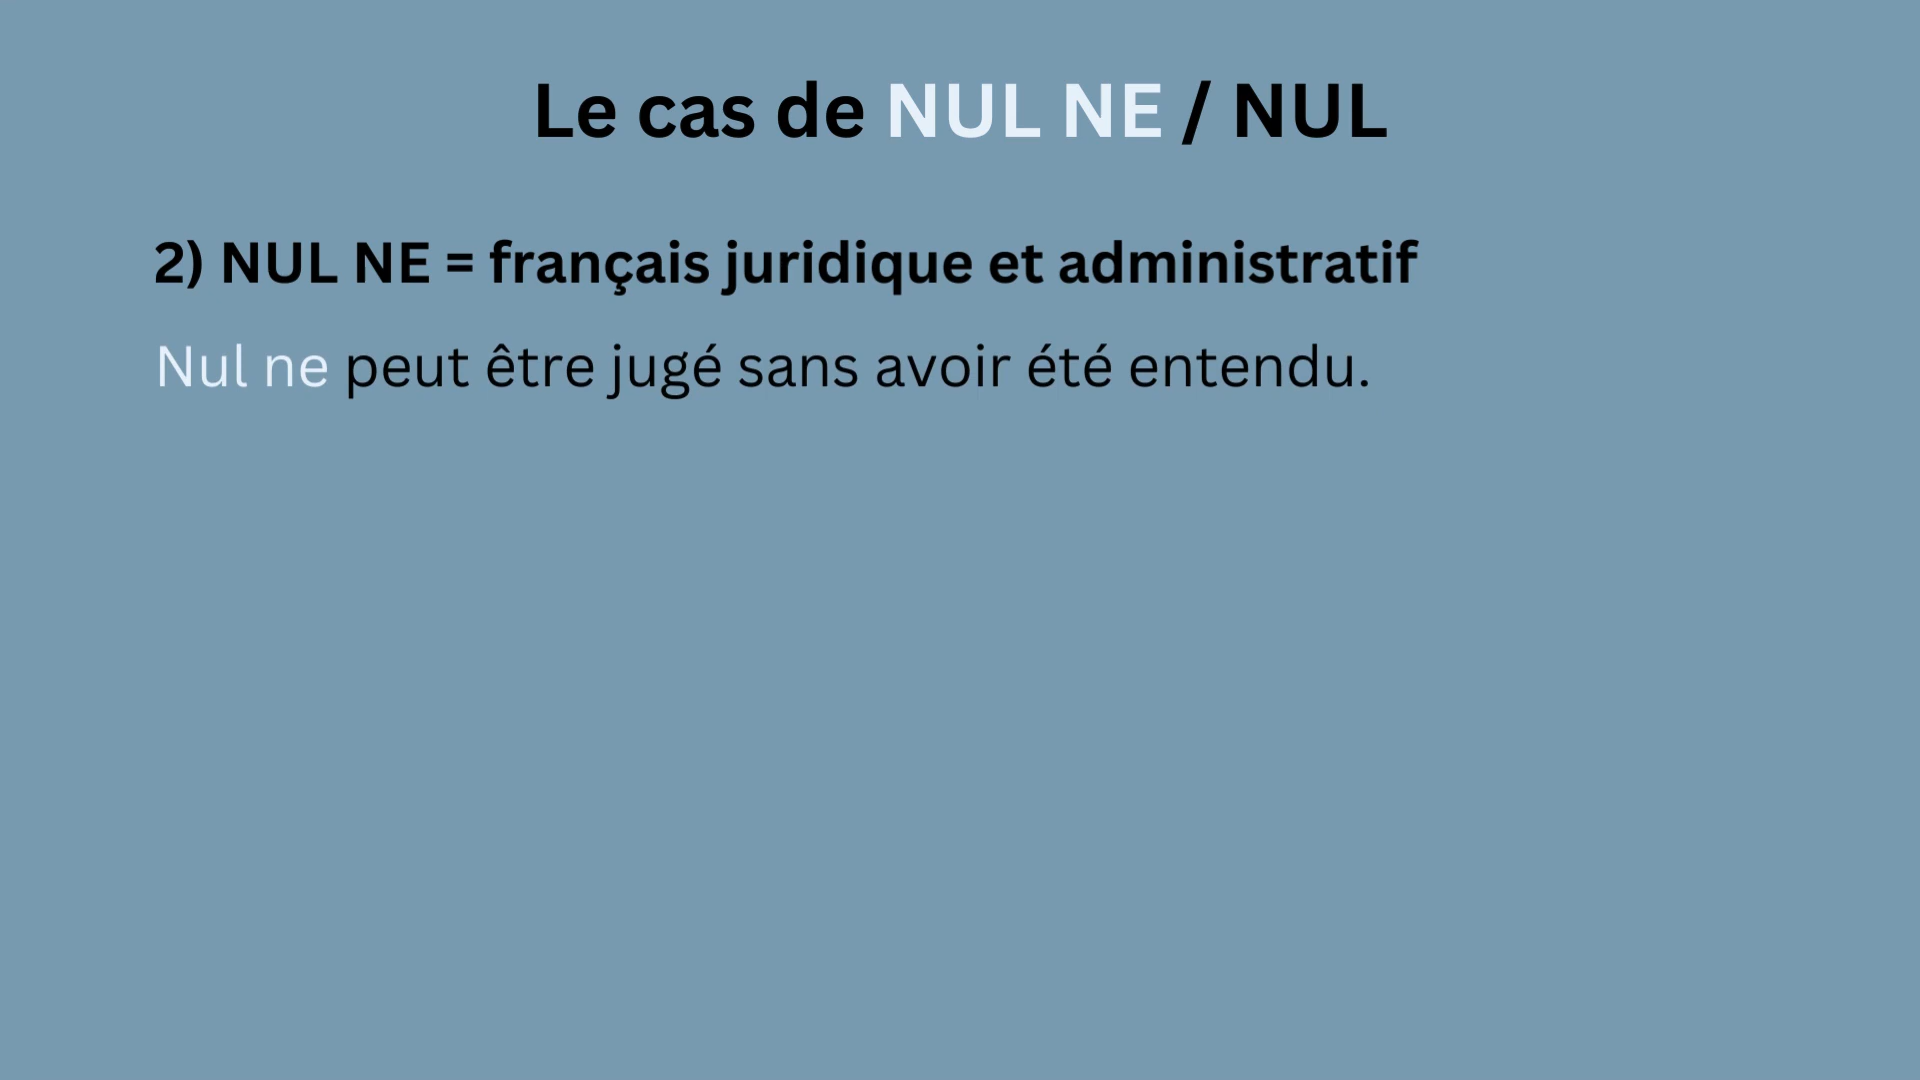 Le cas de NUL NE / NUL
2) NUL NE = français juridique et administratif
Nul ne peut être jugé sans avoir été entendu.